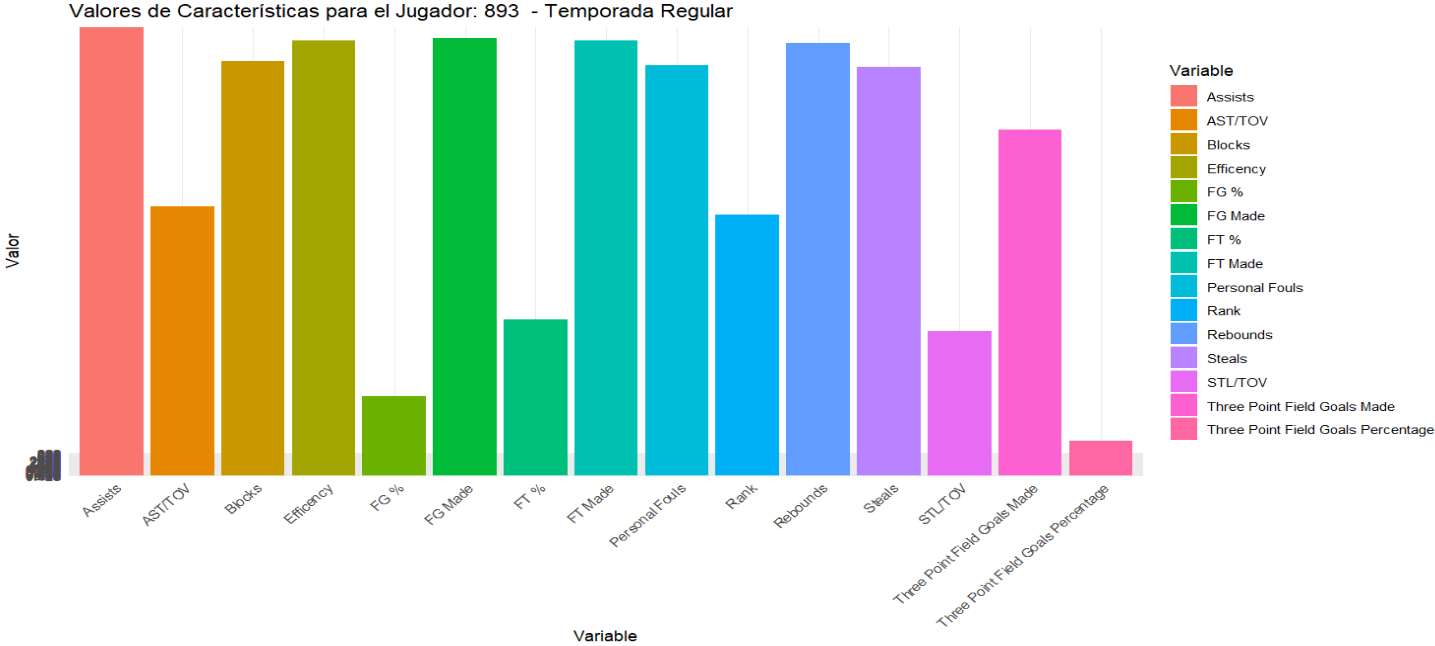 Valores de Características para el Jugador: 893 - Temporada Regular
Valor
Assists
AST/TOV
Blocks
Efficency
FG %
FG Made
FT %
FT Made
Personal Fouls
Rank
Rebounds
Steals
STL/TOV
Three Point Field Goals Made
Three Point Field Goals Percentage
Variable
Variable
Assists
AST/TOV
Blocks
Efficency
FG %
FG Made
FT %
FT Made
Personal Fouls
Rank
Rebounds
Steals
STL/TOV
Three Point Field Goals Made
Three Point Field Goals Percentage